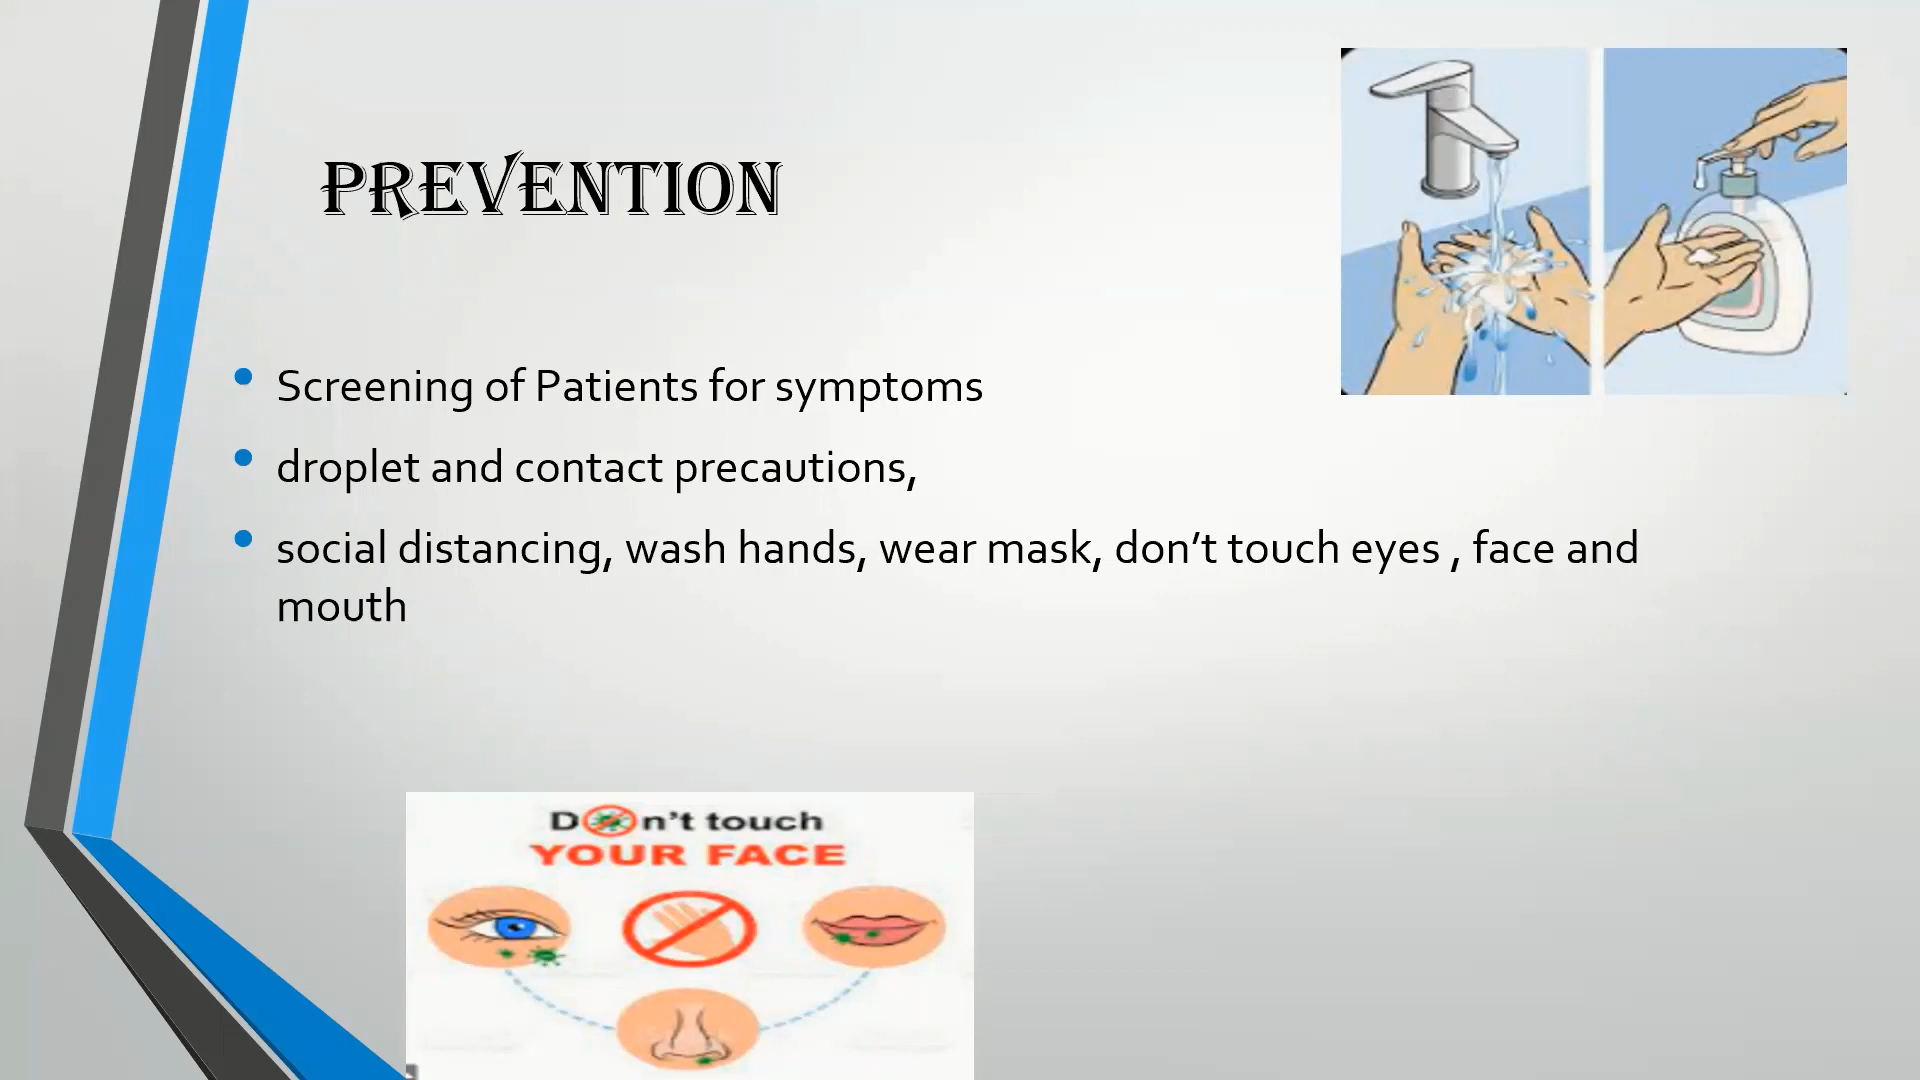 PREVENTION
Screening of Patients for symptoms
droplet and contact precautions,
social distancing, wash hands, wear mask, don’t touch eyes , face and
mouth
Don't touch
YOUR FACE